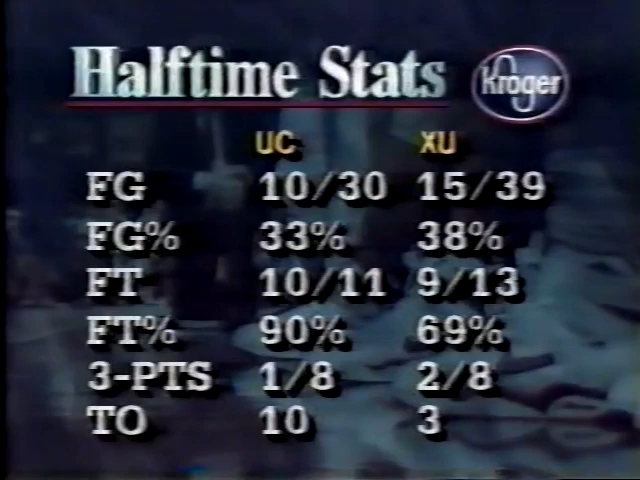 Halftime Stats Kroger
UC XU
FG 10/30 15/39
FG% 33% 38%
FT 10/11 9/13
FT% 90% 69%
3-PTS 1/8 2/8
TO 10 3